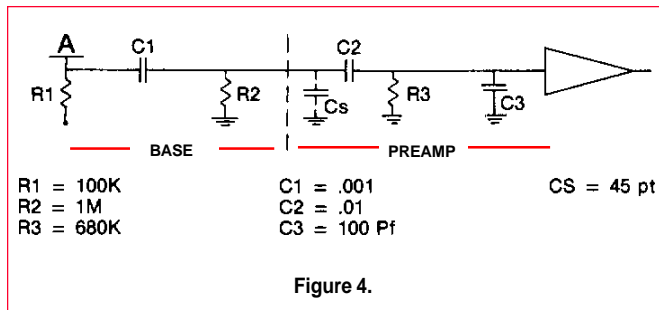 A
C1
C2
R1
R2
Cs
R3
C3
BASE
PREAMP
R1 = 100K
C1 = .001
CS = 45 pt
R2 = 1M
C2 = .01
R3 = 680K
C3 = 100 Pf
Figure 4.